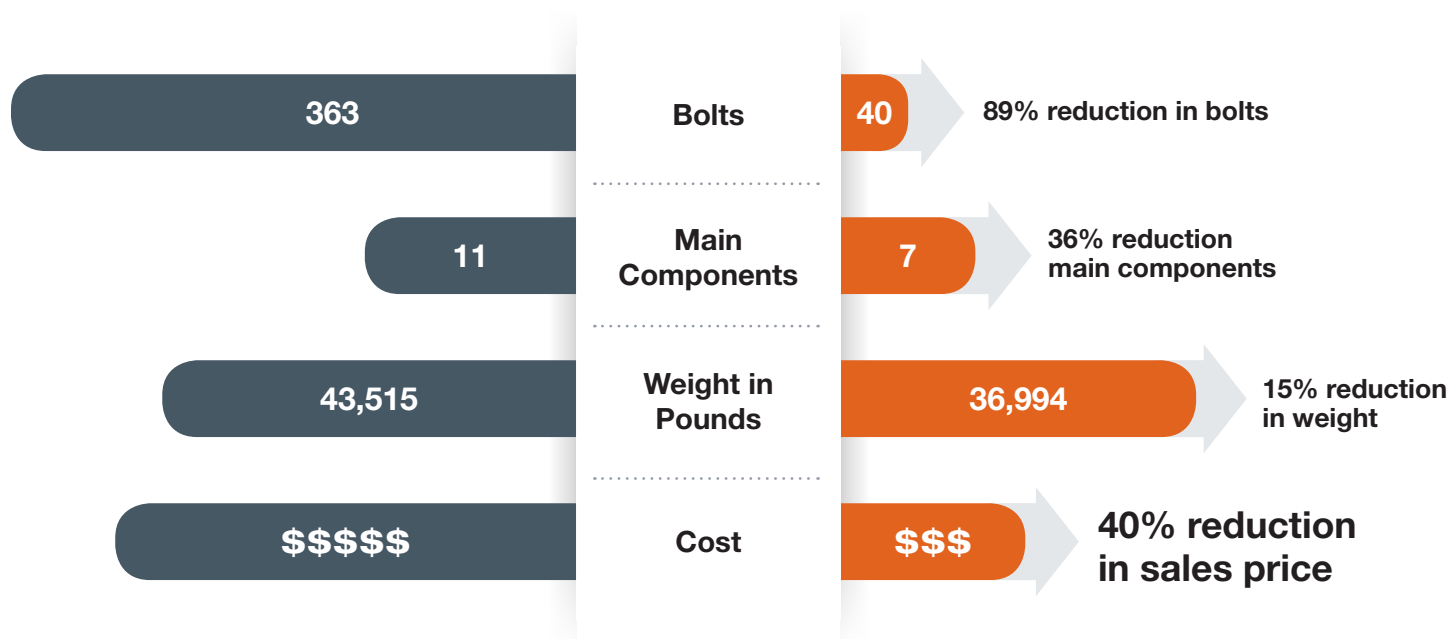 363
Bolts
40
89% reduction in bolts
11
Main
Components
7
36% reduction
main components
43,515
Weight in
Pounds
36,994
15% reduction
in weight
$$$$$
Cost
$$$
40% reduction
in sales price